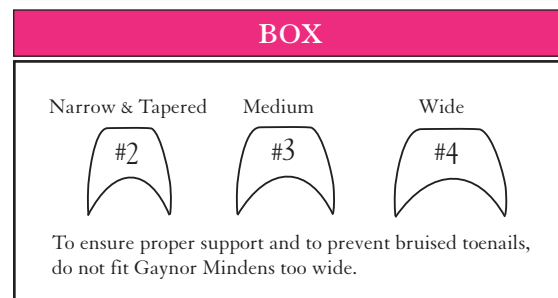 BOX
Narrow & Tapered Medium Wide
#2 #3 #4
To ensure proper support and to prevent bruised toenails,
do not fit Gaynor Mindens too wide.